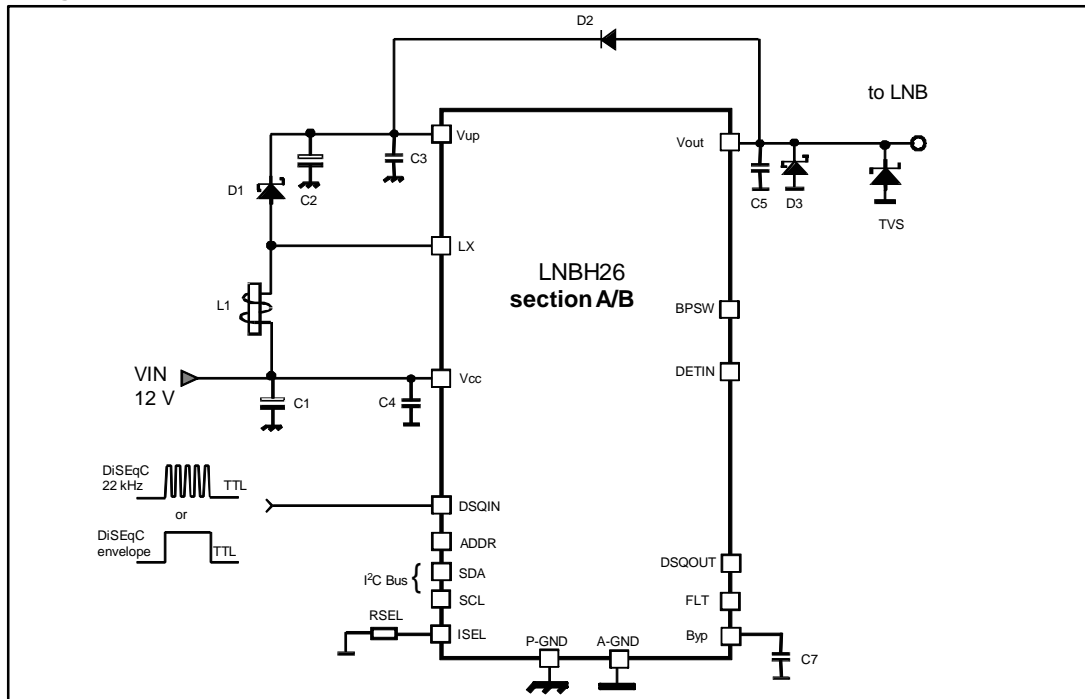 D2
to LNB
Vup
Vout
C3
C2
C5
D3
TVS
D1
LX
LNBH26
section A/B
L1
BPSW
DETIN
VIN
12 V
Vcc
C1
C4
DiSEqC
22 kHz
TTL
or
DiSEqC
envelope
TTL
DSQIN
ADDR
I²C Bus {
SDA
SCL
RSEL
ISEL
DSQOUT
FLT
Byp
P-GND
A-GND
C7